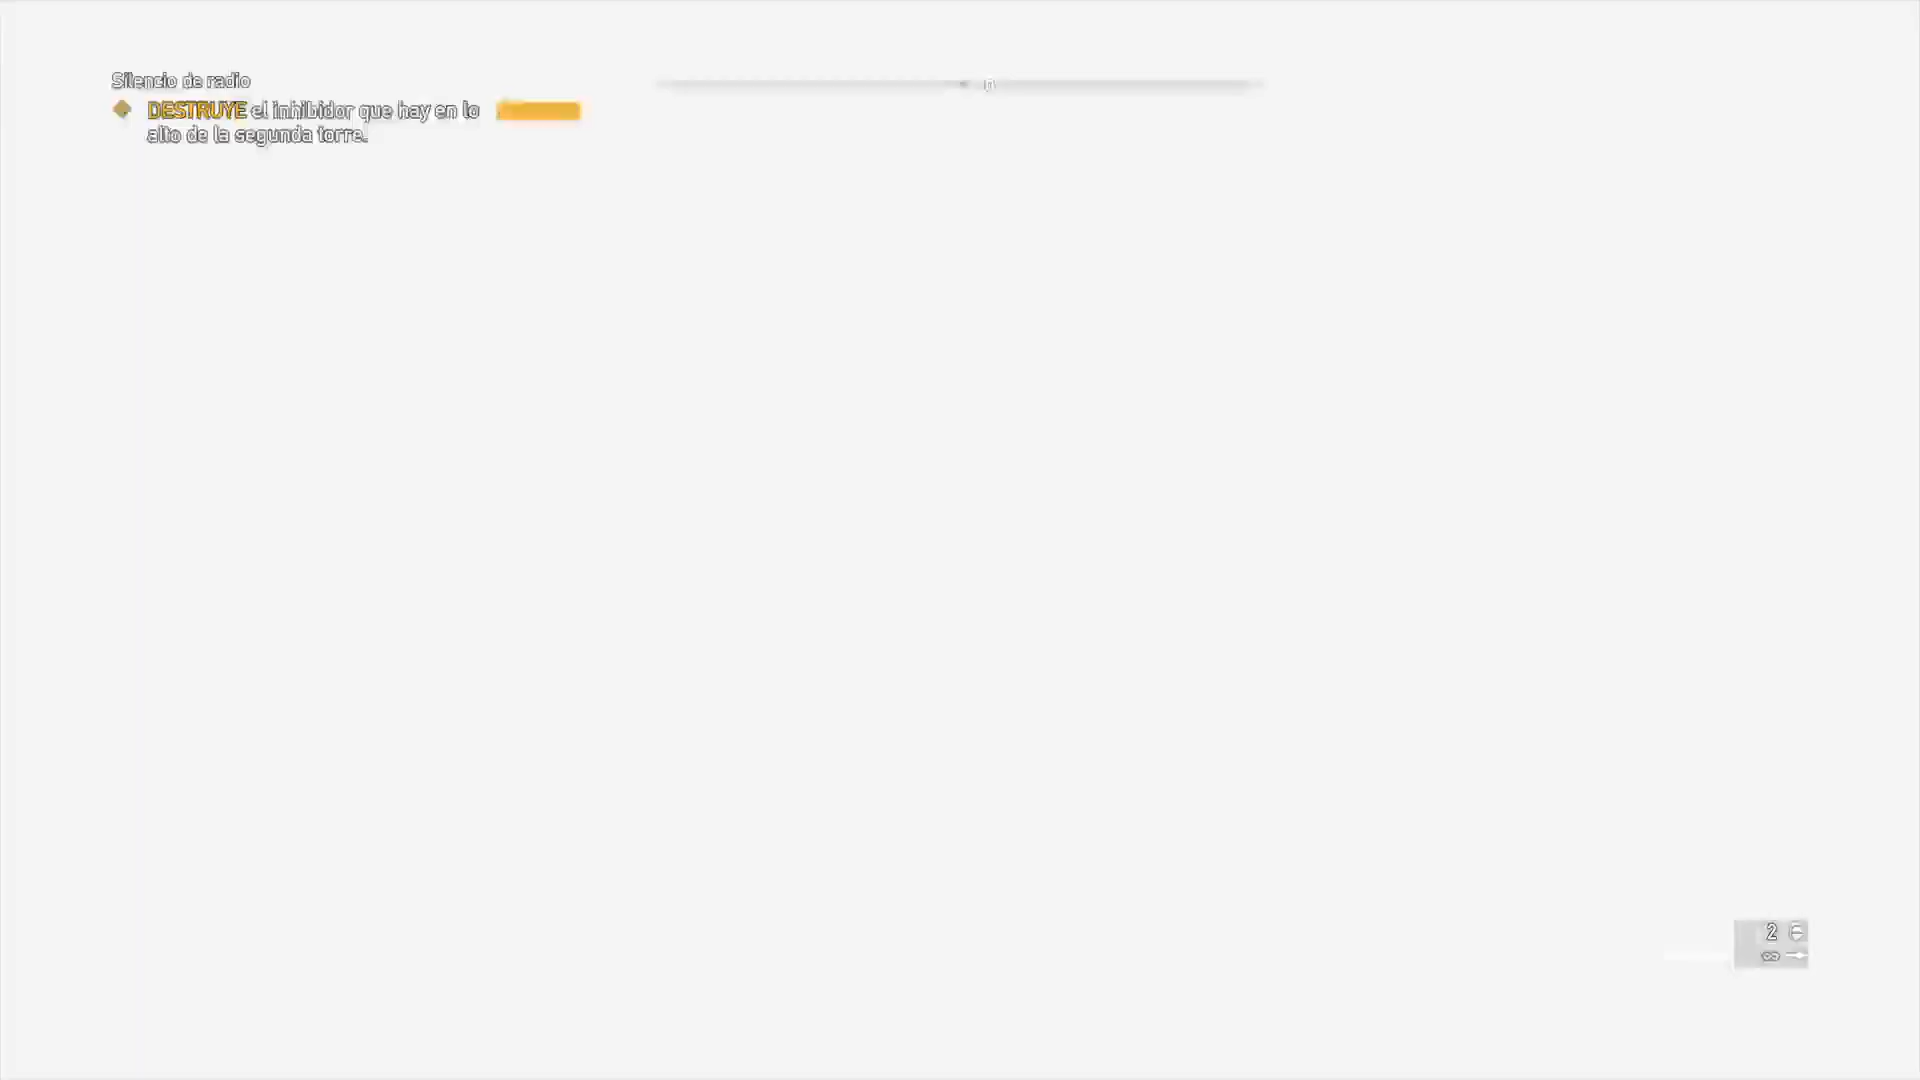 Silencio de radio
DESTRUYE el inhibidor que hay en lo
alto de la segunda torre.
2
∞